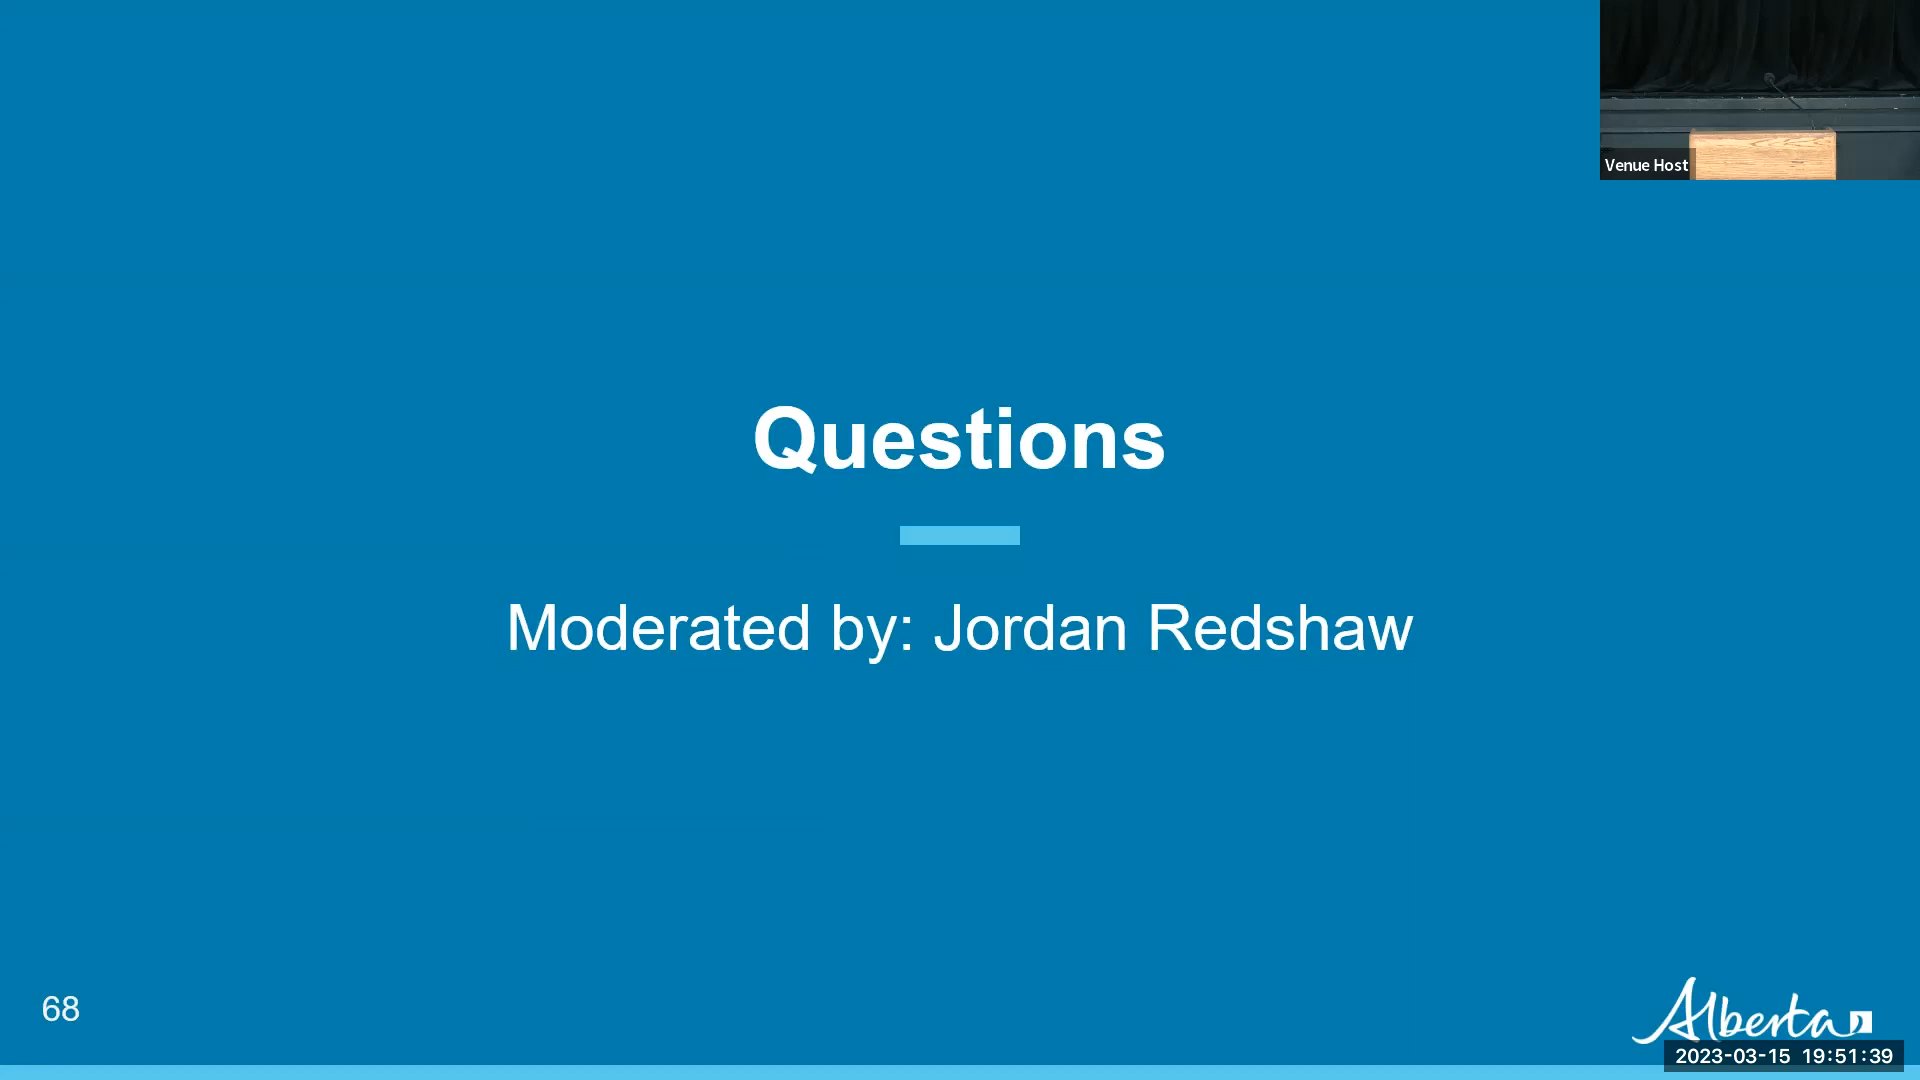 Venue Host
Questions
Moderated by: Jordan Redshaw
68
Alberta
2023-03-15 19:51:39